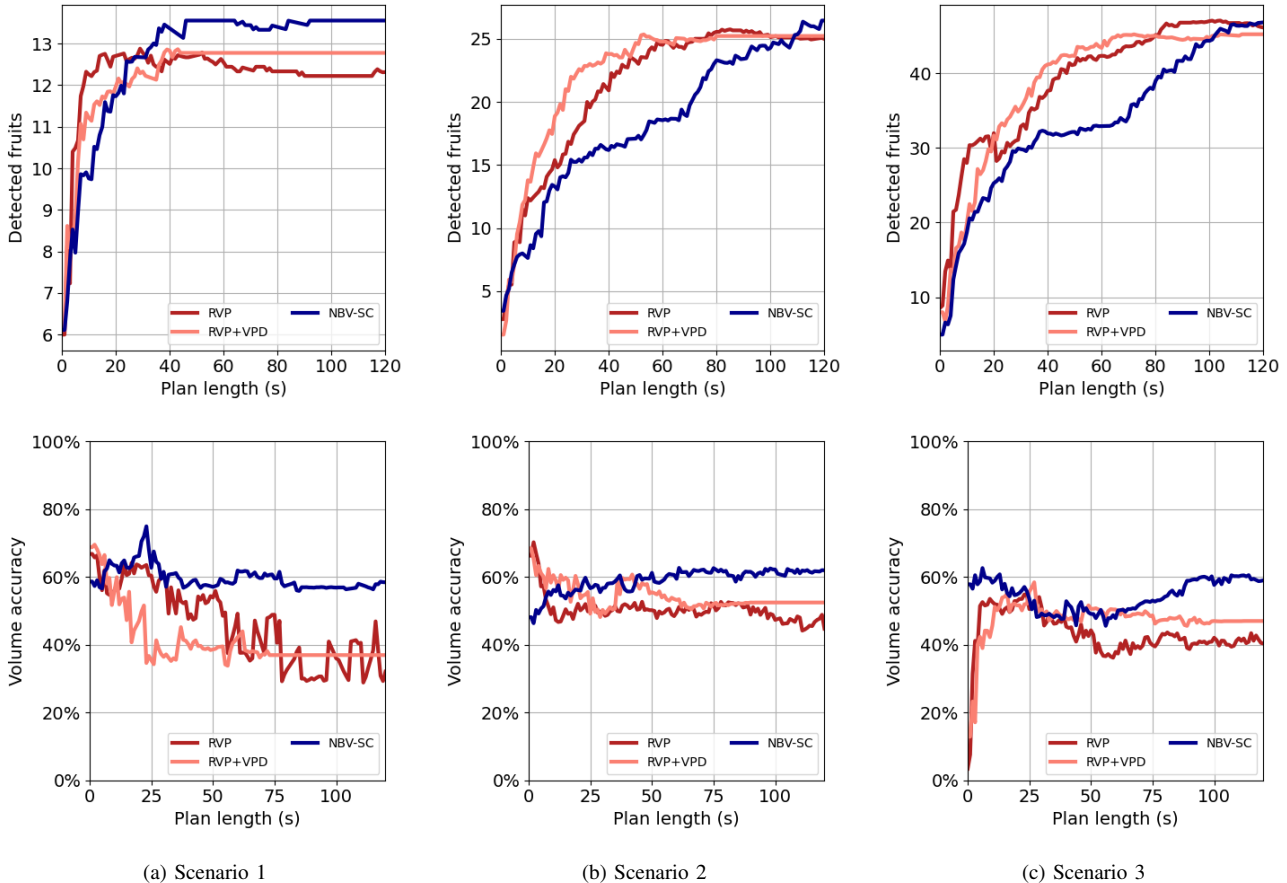 13
12
11
10
9
8
7
6
Detected fruits
0 20 40 60 80 100 120
Plan length (s)
RVP
RVP+VPD
NBV-SC
25
20
15
10
5
Detected fruits
0 20 40 60 80 100 120
Plan length (s)
RVP
RVP+VPD
NBV-SC
40
30
20
10
Detected fruits
0 20 40 60 80 100 120
Plan length (s)
RVP
RVP+VPD
NBV-SC
100%
80%
60%
40%
20%
0%
Volume accuracy
0 25 50 75 100
Plan length (s)
RVP
RVP+VPD
NBV-SC
100%
80%
60%
40%
20%
0%
Volume accuracy
0 25 50 75 100
Plan length (s)
RVP
RVP+VPD
NBV-SC
100%
80%
60%
40%
20%
0%
Volume accuracy
0 25 50 75 100
Plan length (s)
RVP
RVP+VPD
NBV-SC
(a) Scenario 1
(b) Scenario 2
(c) Scenario 3